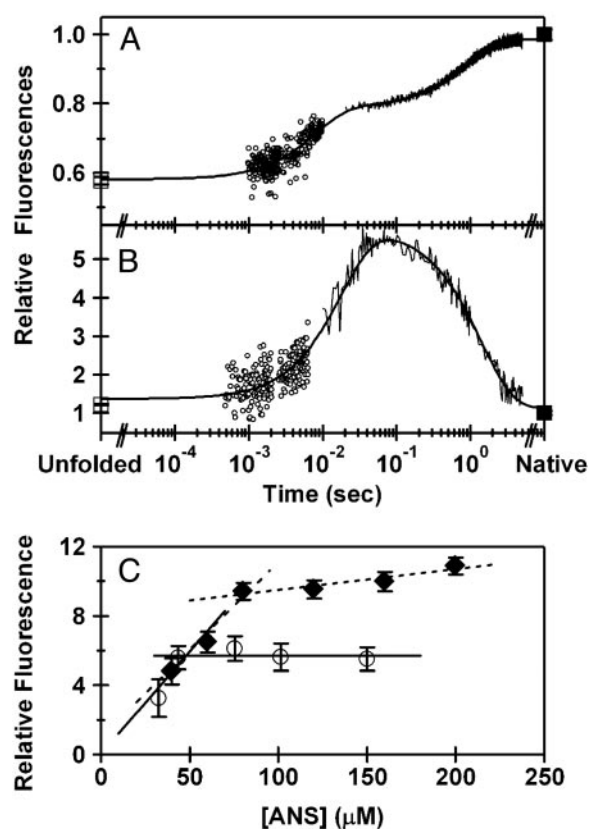 A
1.0
0.8
0.6
Relative Fluorescences
B
5
4
3
2
1
Unfolded 10-4 10-3 10-2 10-1 100 Native
Time (sec)
C
12
8
4
0
Relative Fluorescence
0 50 100 150 200 250
[ANS] (μM)